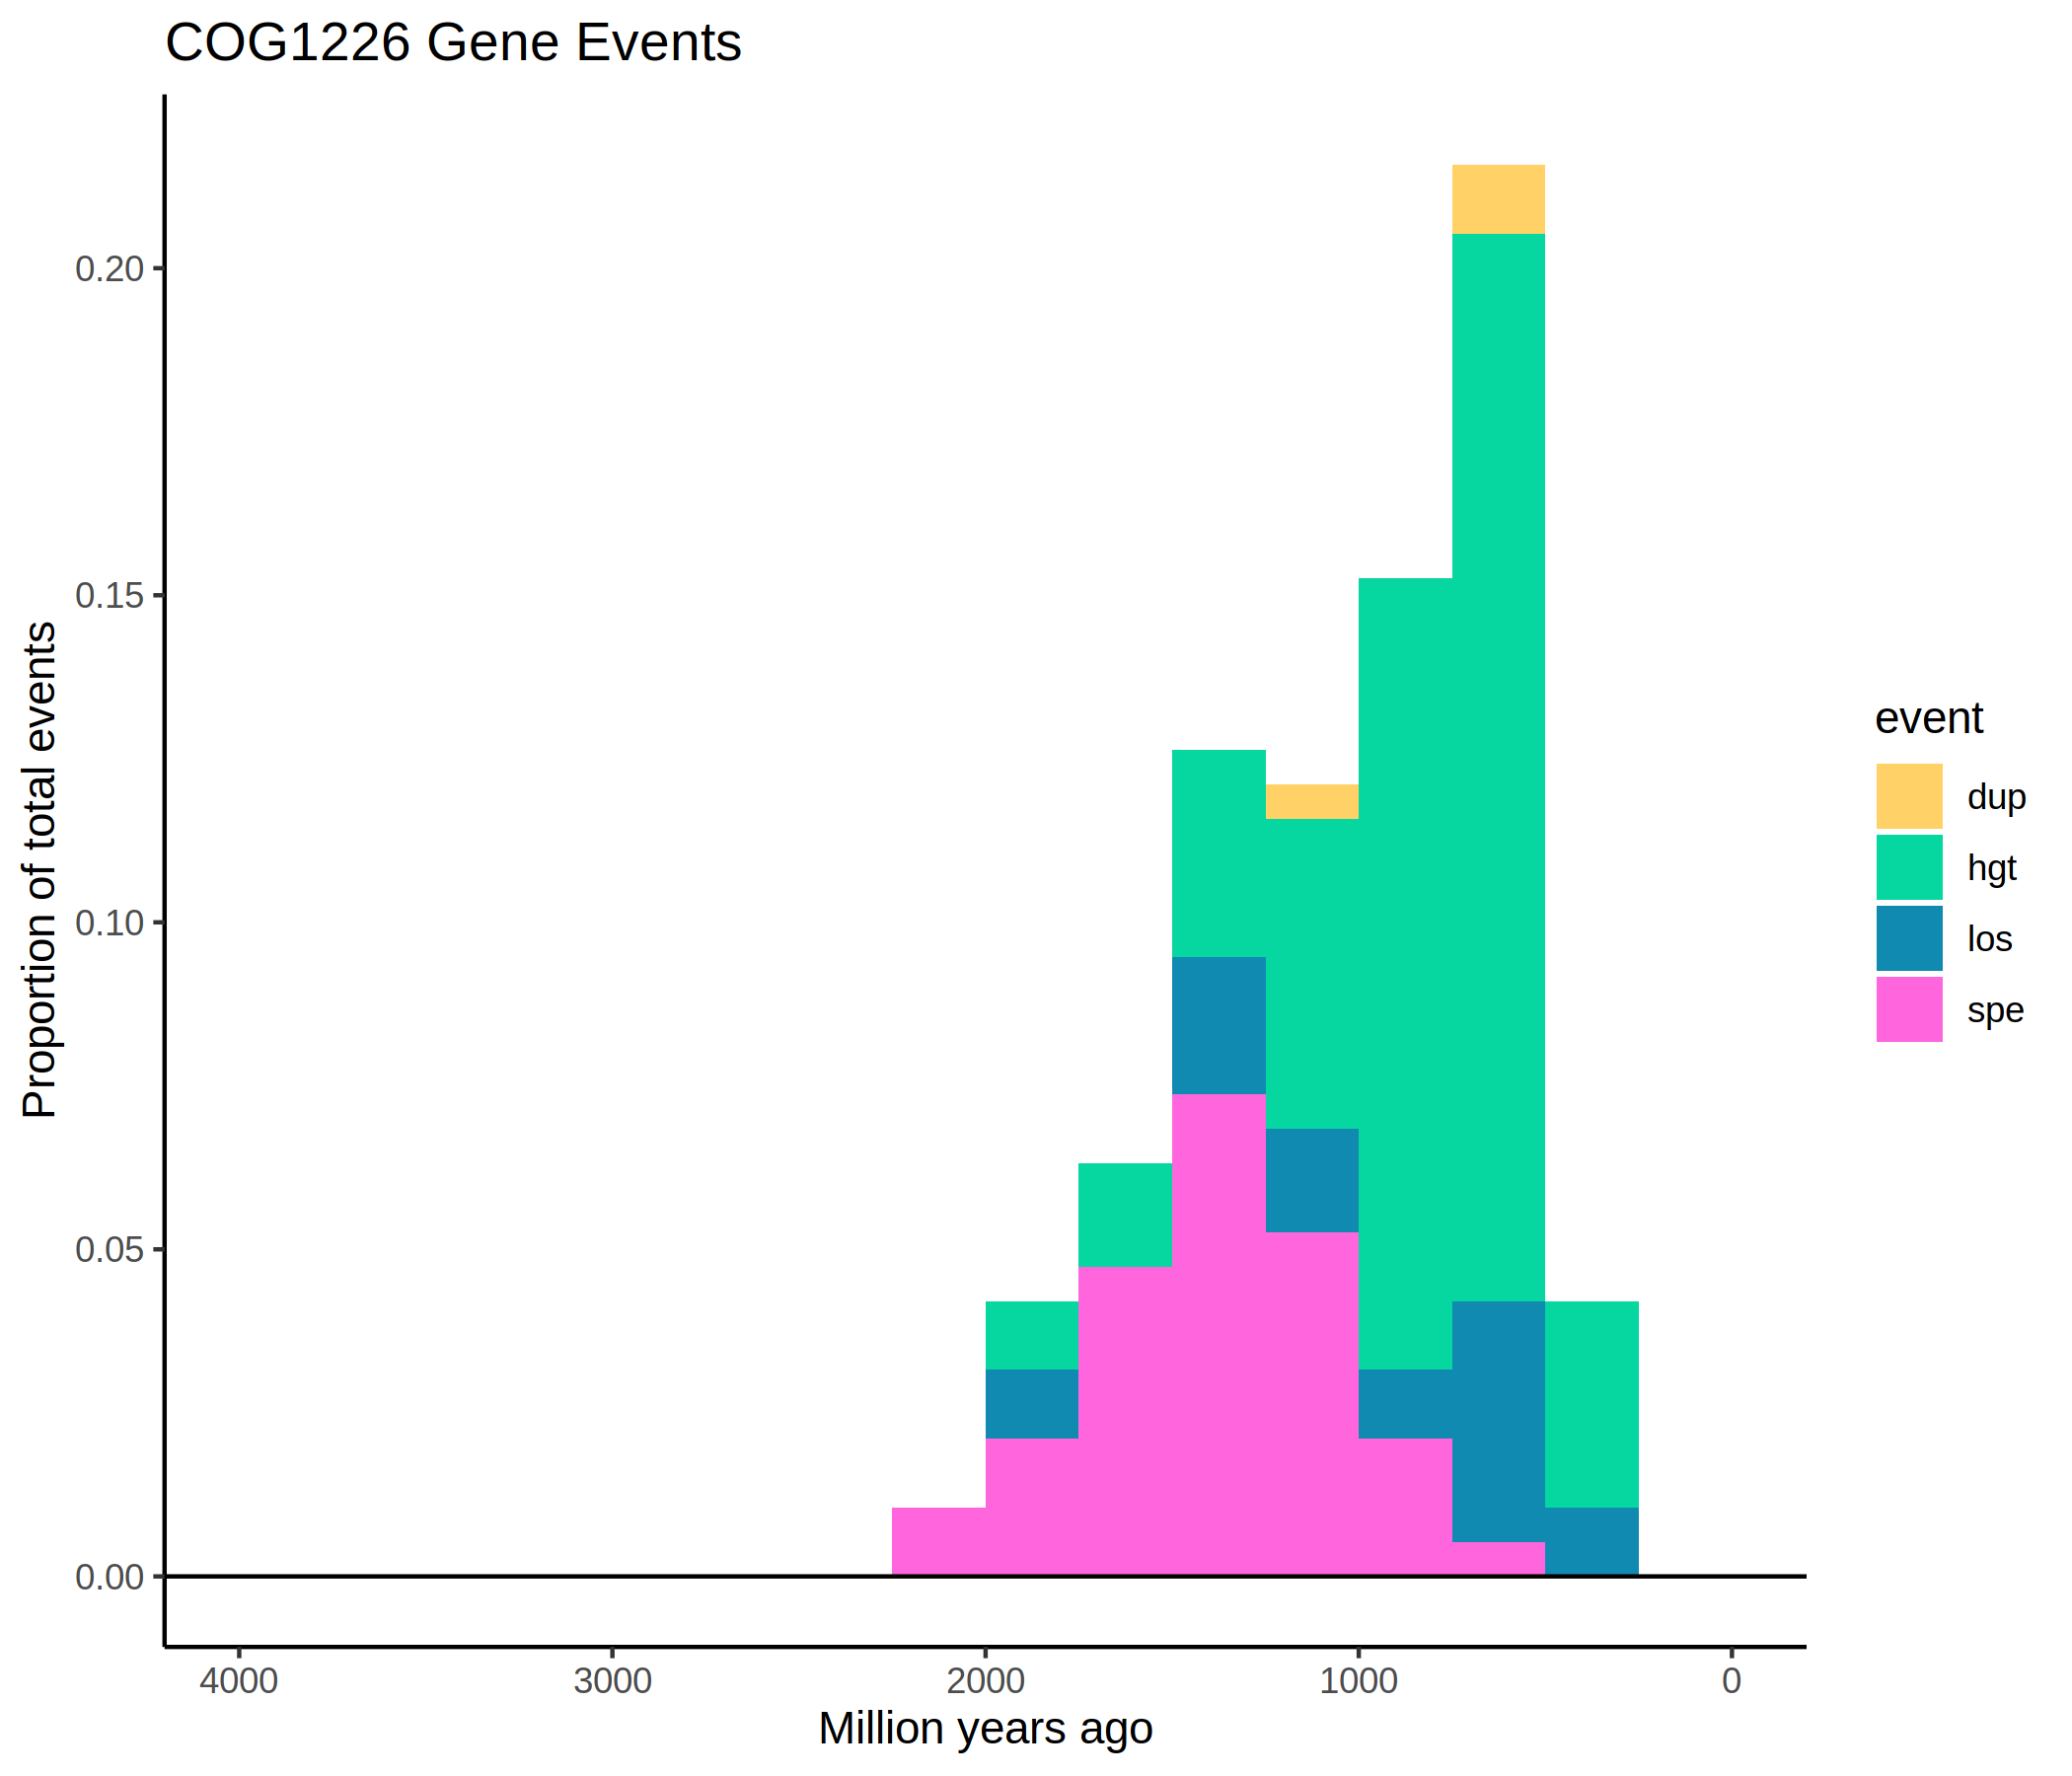 COG1226 Gene Events
Proportion of total events
0.20
0.15
0.10
0.05
0.00
4000 3000 2000 1000 0
Million years ago
event
dup
hgt
los
spe